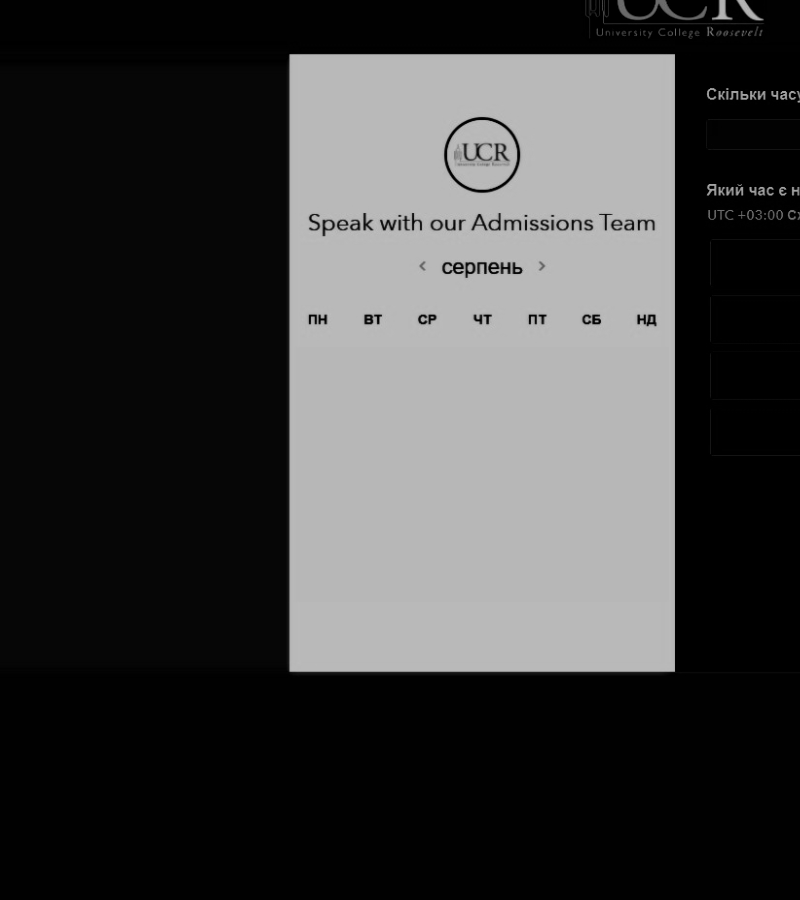 UCR
University College Roosevelt
UCR
Speak with our Admissions Team
‹ серпень ›
ПН ВТ СР ЧТ ПТ СБ НД
Скільки часу
Який час є
UTC +03:00